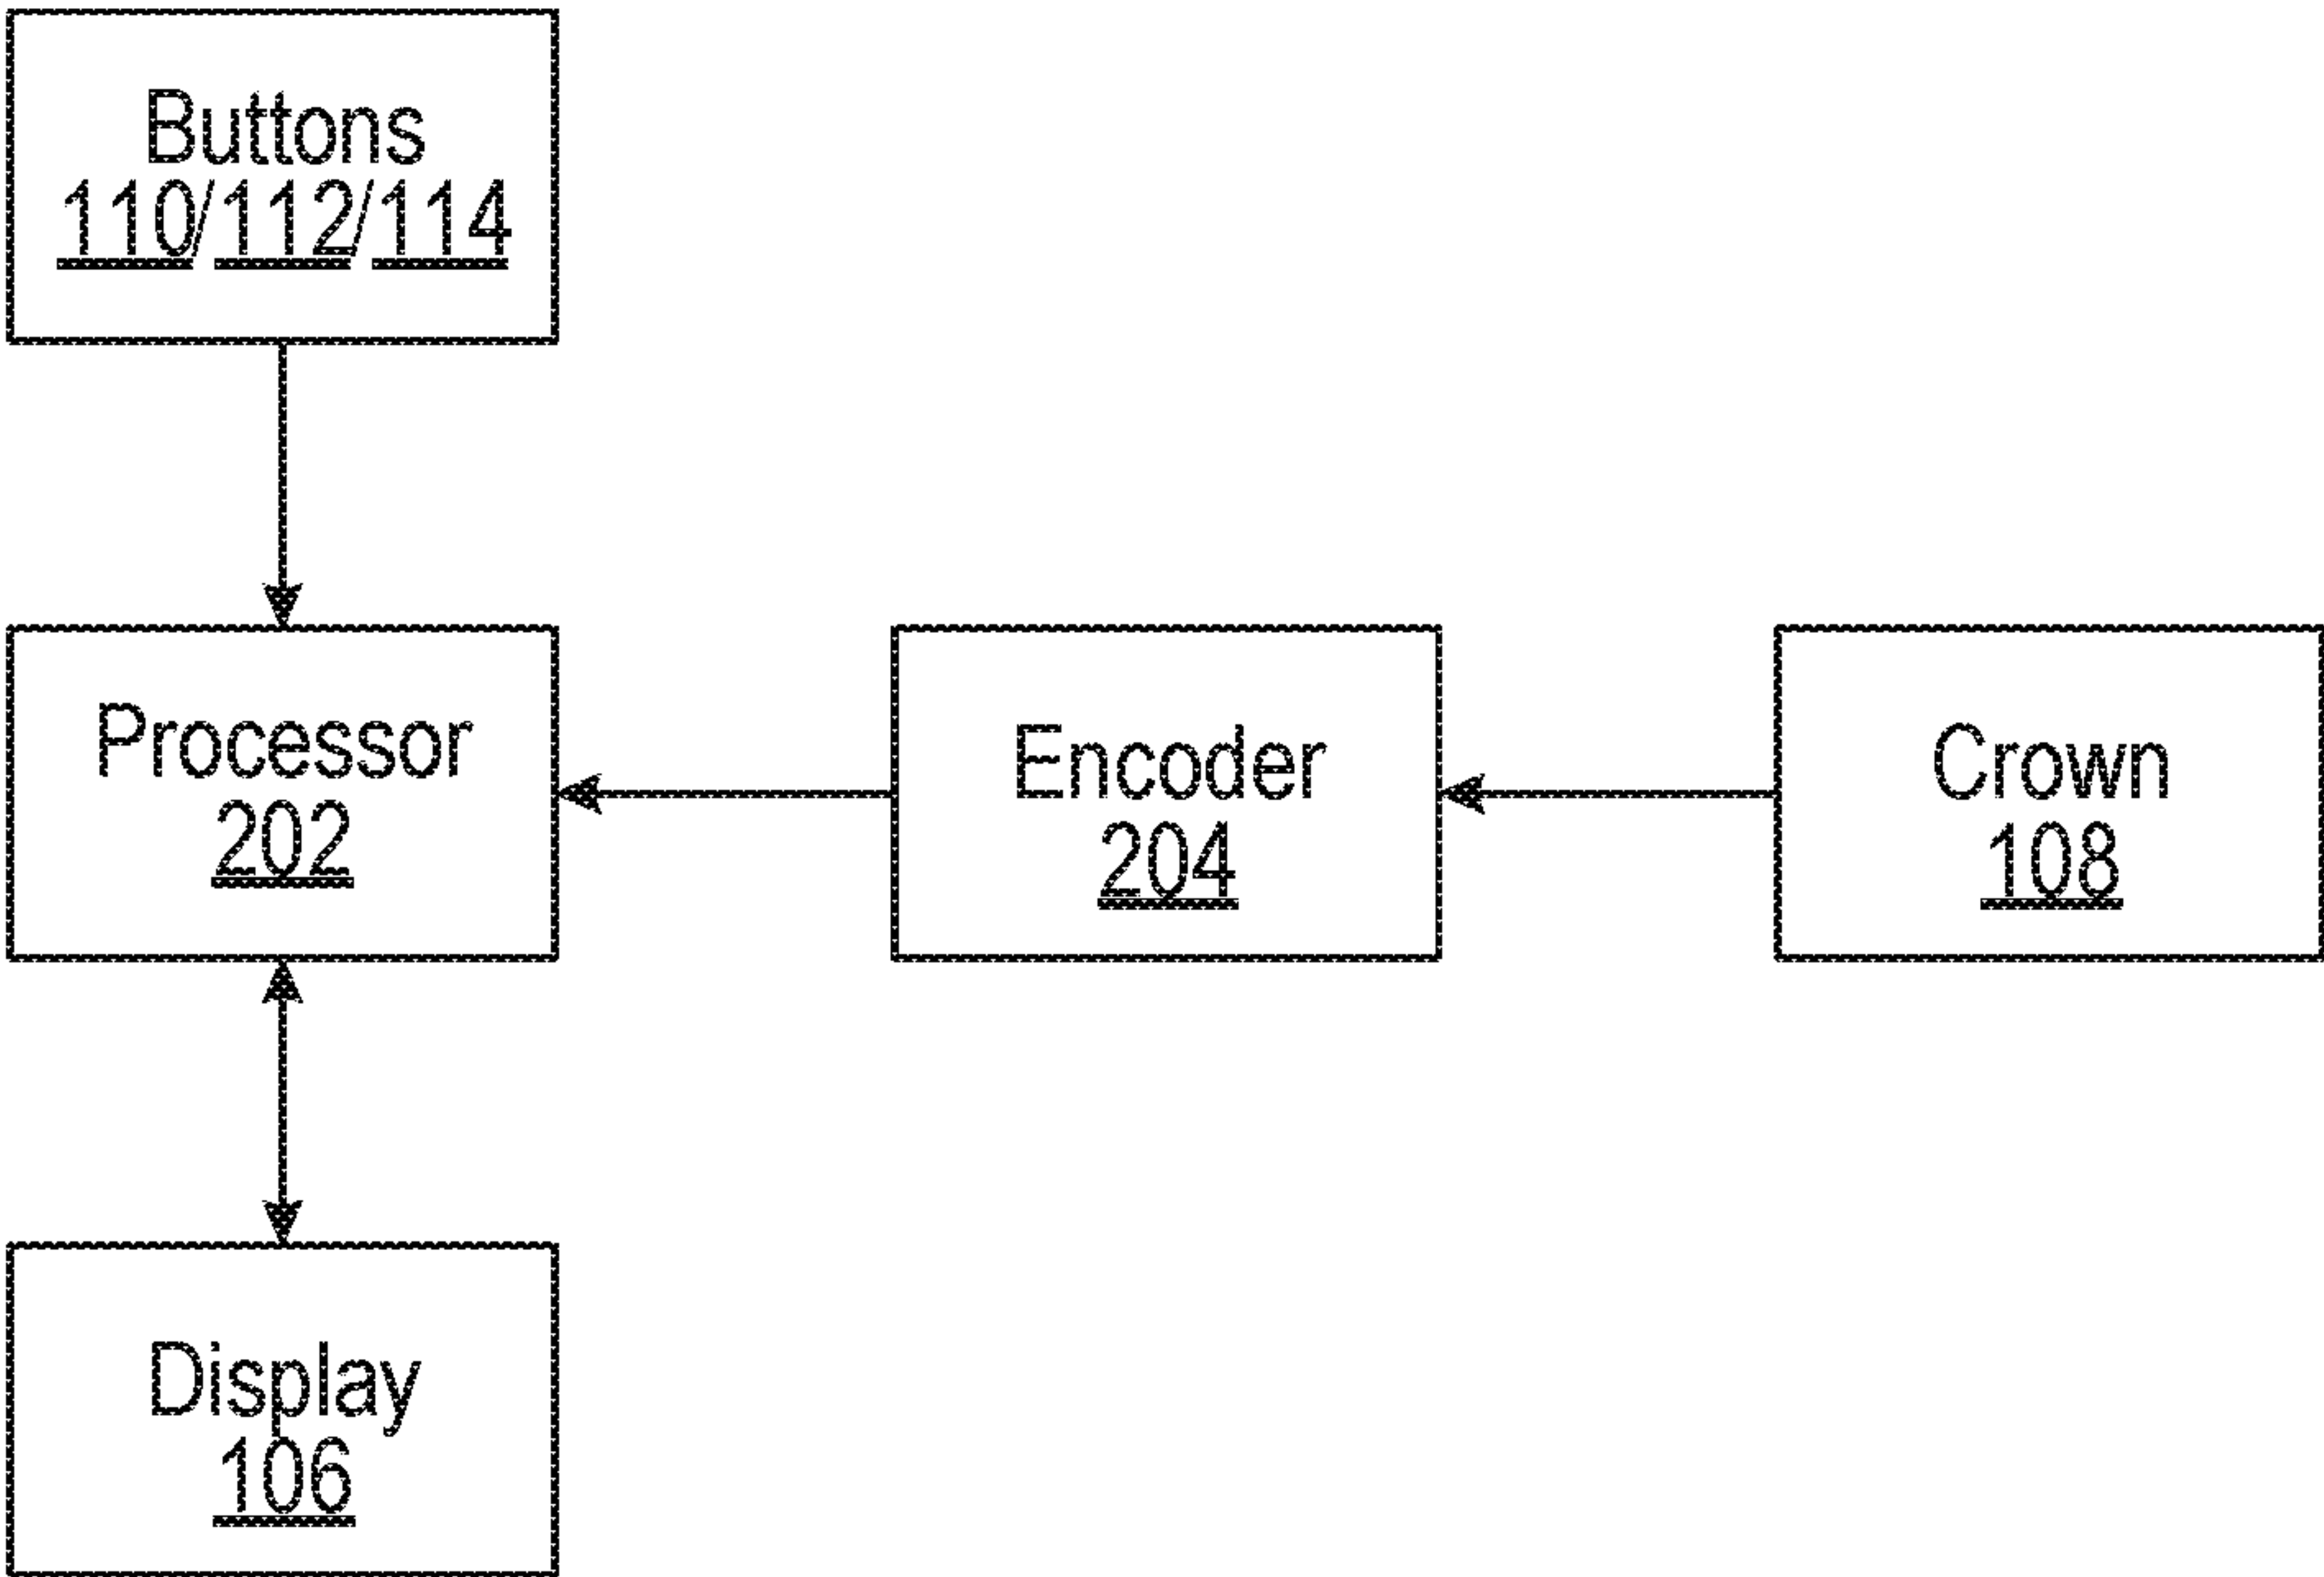 Buttons
110/112/114
Processor
202
Encoder
204
Crown
108
Display
106